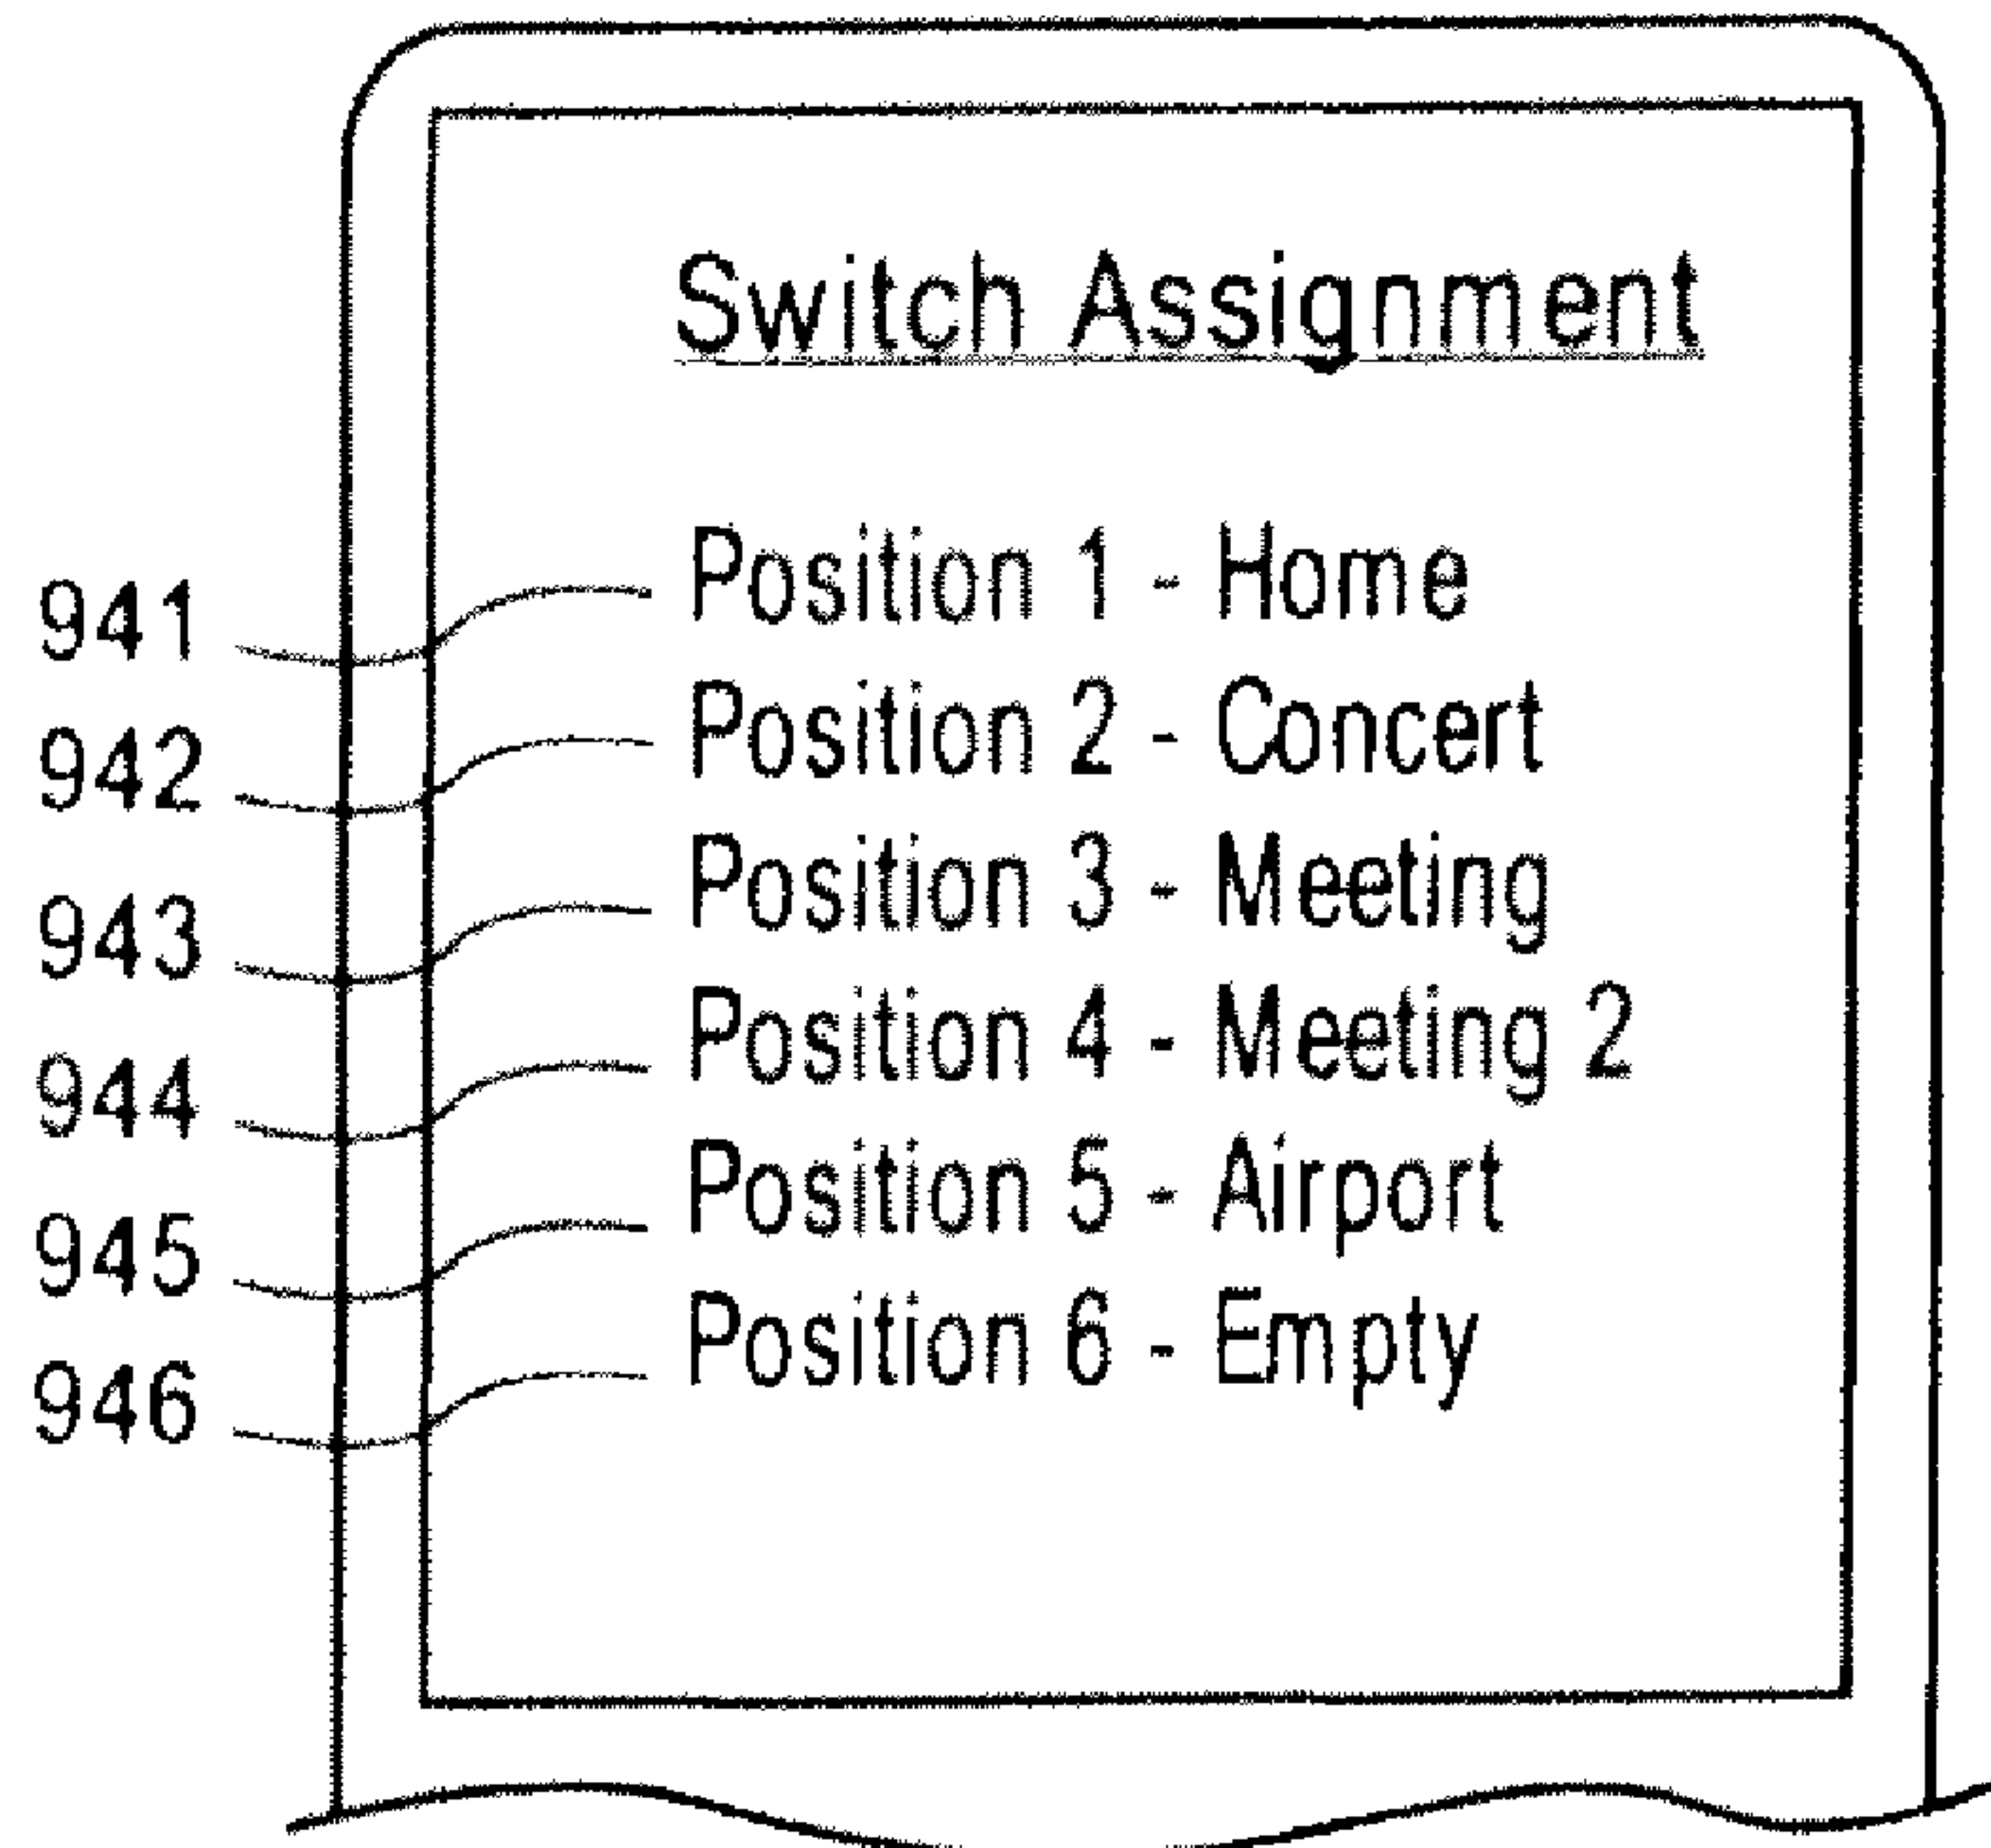 Switch Assignment
941 Position 1 - Home
942 Position 2 - Concert
943 Position 3 - Meeting
944 Position 4 - Meeting 2
945 Position 5 - Airport
946 Position 6 - Empty